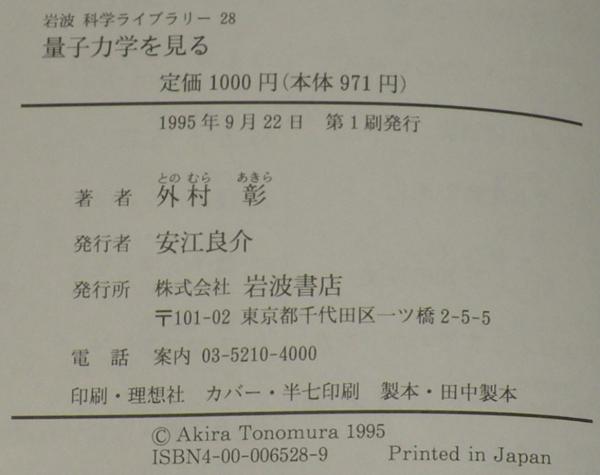 岩波 科学ライブラリー 28
量子力学を見る
定価 1000 円(本体 971 円)
1995 年 9 月 22 日 第 1 刷発行
とのむら あきら
著者 外村 彰
発行者 安江良介
発行所 株式会社 岩波書店
〒101-02 東京都千代田区一ツ橋 2-5-5
電話 案内 03-5210-4000
印刷・理想社 カバー・半七印刷 製本・田中製本
© Akira Tonomura 1995
ISBN4-00-006528-9 Printed in Japan